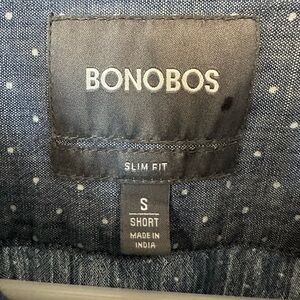 BONOBOS
SLIM FIT
S
SHORT
MADE IN
INDIA